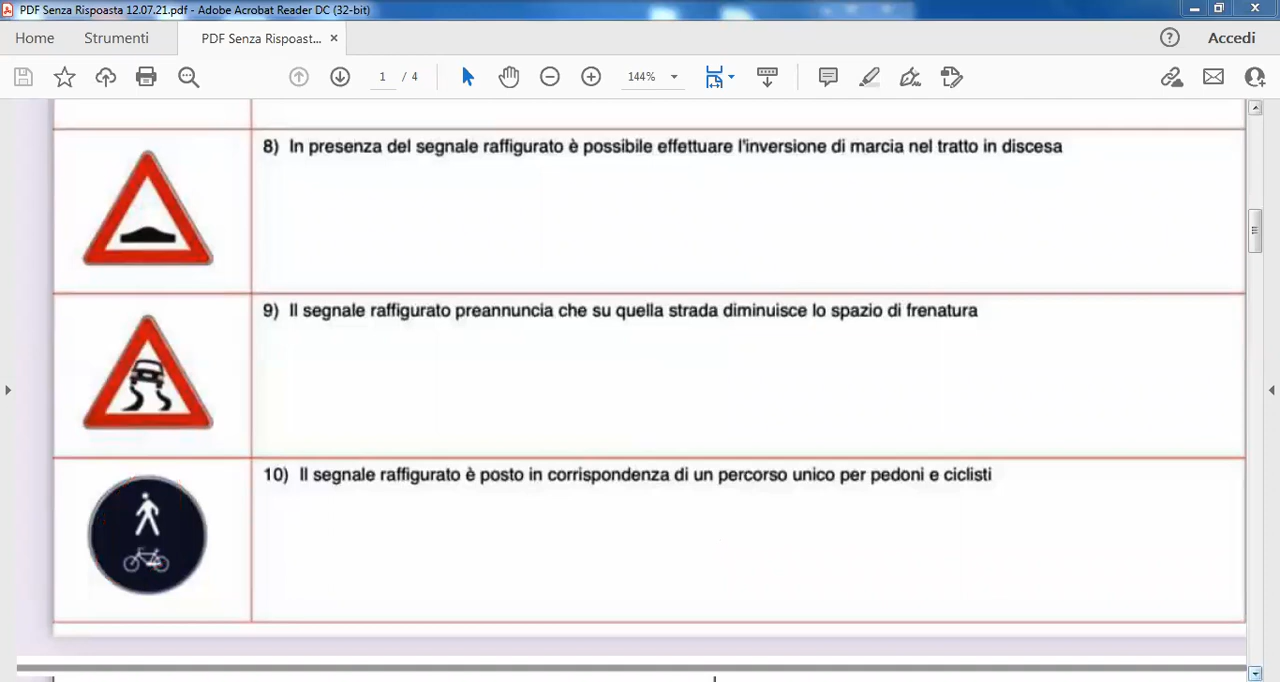 PDF Senza Rispoasta 12.07.21.pdf - Adobe Acrobat Reader DC (32-bit)
Home Strumenti PDF Senza Rispoast... × ? Accedi
1 / 4 144%
8) In presenza del segnale raffigurato è possibile effettuare l'inversione di marcia nel tratto in discesa
9) Il segnale raffigurato preannuncia che su quella strada diminuisce lo spazio di frenatura
10) Il segnale raffigurato è posto in corrispondenza di un percorso unico per pedoni e ciclisti